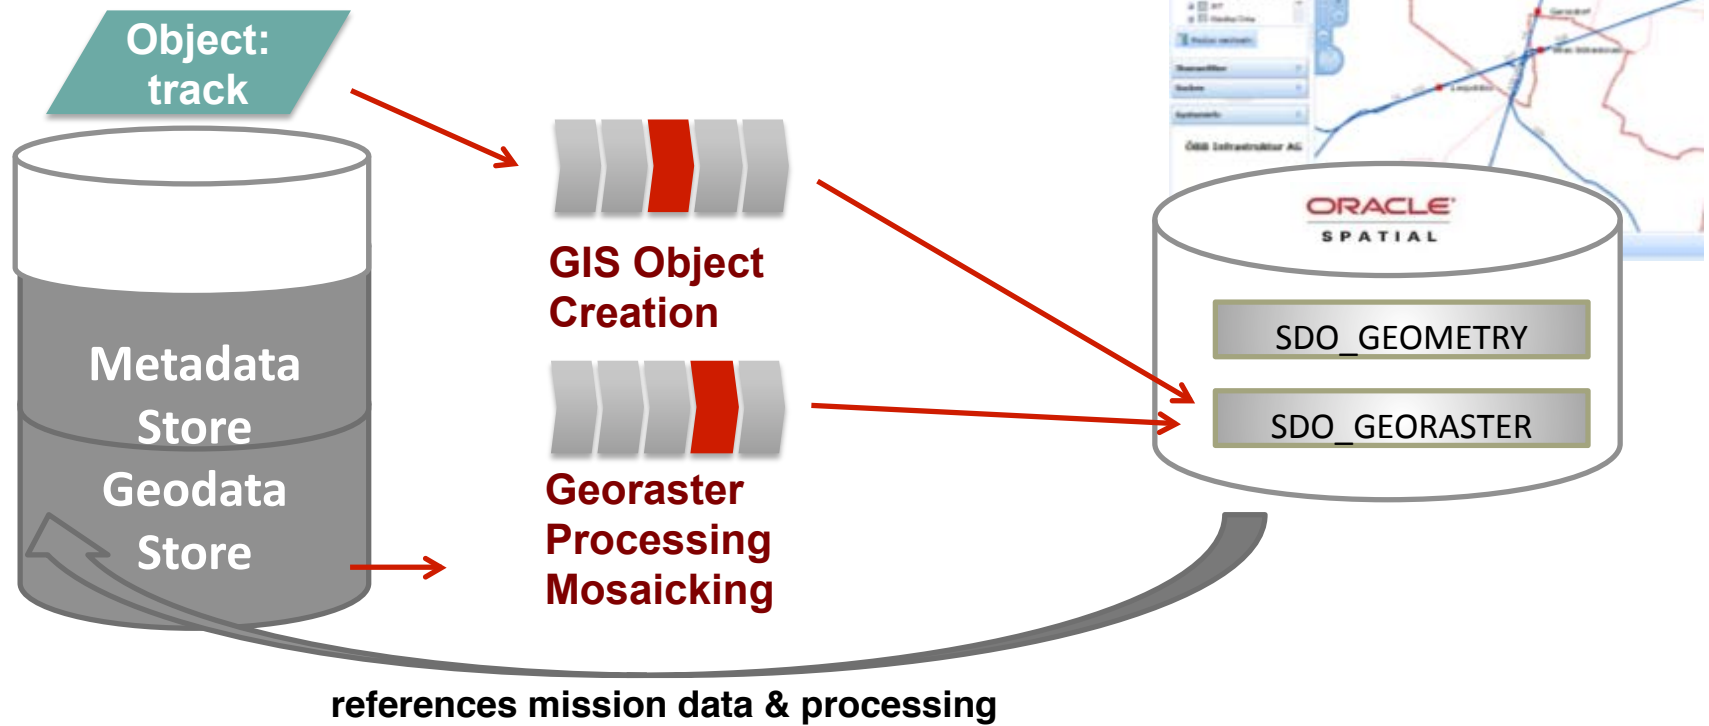 Object:
track
Metadata
Store
Geodata
Store
GIS Object
Creation
Georaster
Processing
Mosaicking
ÖBB Infrastruktur AG
ORACLE
SPATIAL
SDO_GEOMETRY
SDO_GEORASTER
references mission data & processing